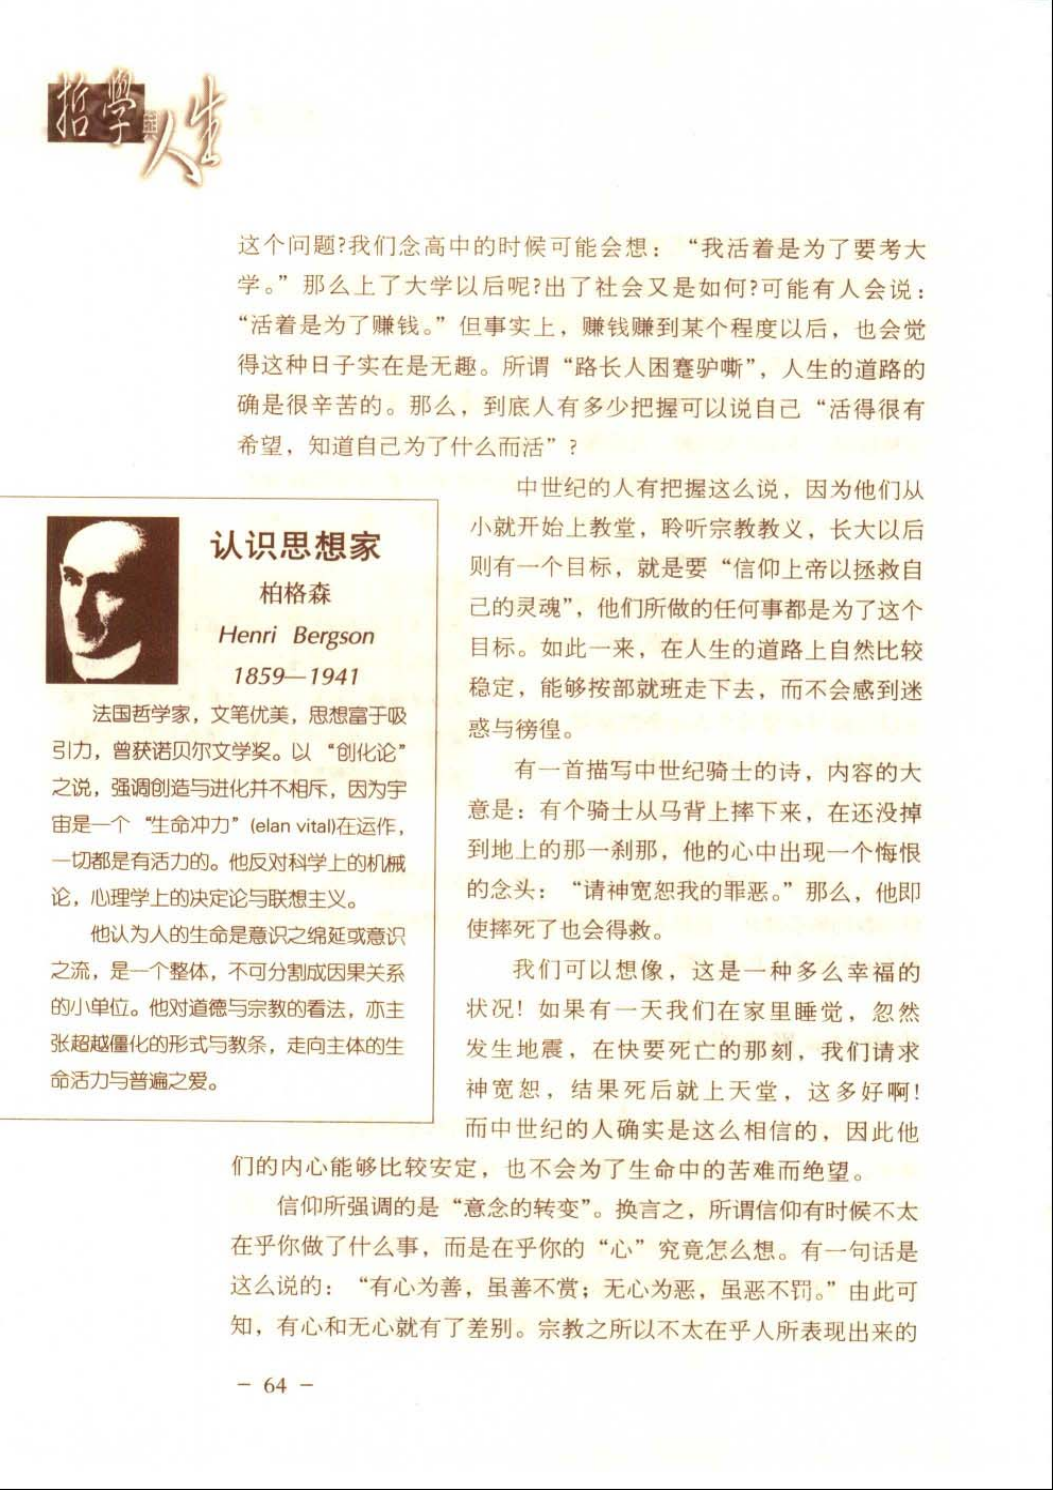 哲學與人生
这个问题?我们念高中的时候可能会想：“我活着是为了要考大
学。”那么上了大学以后呢?出了社会又是如何?可能有人会说：
“活着是为了赚钱。”但事实上，赚钱赚到某个程度以后，也会觉
得这种日子实在是无趣。所谓“路长人困蹇驴嘶”，人生的道路的
确是很辛苦的。那么，到底人有多少把握可以说自己“活得很有
希望，知道自己为了什么而活”?
中世纪的人有把握这么说，因为他们从
小就开始上教堂，聆听宗教教义，长大以后
则有一个目标，就是要“信仰上帝以拯救自
己的灵魂”，他们所做的任何事都是为了这个
目标。如此一来，在人生的道路上自然比较
稳定，能够按部就班走下去，而不会感到迷
惑与徬徨。
有一首描写中世纪骑士的诗，内容的大
意是：有个骑士从马背上摔下来，在还没掉
到地上的那一刹那，他的心中出现一个悔恨
的念头：“请神宽恕我的罪恶。”那么，他即
使摔死了也会得救。
我们可以想像，这是一种多么幸福的
状况！如果有一天我们在家里睡觉，忽然
发生地震，在快要死亡的那刻，我们请求
神宽恕，结果死后就上天堂，这多好啊！
而中世纪的人确实是这么相信的，因此他
们的内心能够比较安定，也不会为了生命中的苦难而绝望。
信仰所强调的是“意念的转变”。换言之，所谓信仰有时候不太
在乎你做了什么事，而是在乎你的“心”究竟怎么想。有一句话是
这么说的：“有心为善，虽善不赏；无心为恶，虽恶不罚。”由此可
知，有心和无心就有了差别。宗教之所以不太在乎人所表现出来的
认识思想家
柏格森
Henri Bergson
1859—1941
法国哲学家，文笔优美，思想富于吸
引力，曾获诺贝尔文学奖。以“创化论”
之说，强调创造与进化并不相斥，因为宇
宙是一个“生命冲力”(elan vital)在运作，
一切都是有活力的。他反对科学上的机械
论，心理学上的决定论与联想主义。
他认为人的生命是意识之绵延或意识
之流，是一个整体，不可分割成因果关系
的小单位。他对道德与宗教的看法，亦主
张超越僵化的形式与教条，走向主体的生
命活力与普遍之爱。
— 64 —